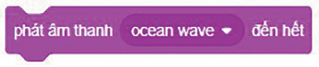 phát âm thanh ocean wave đến hết